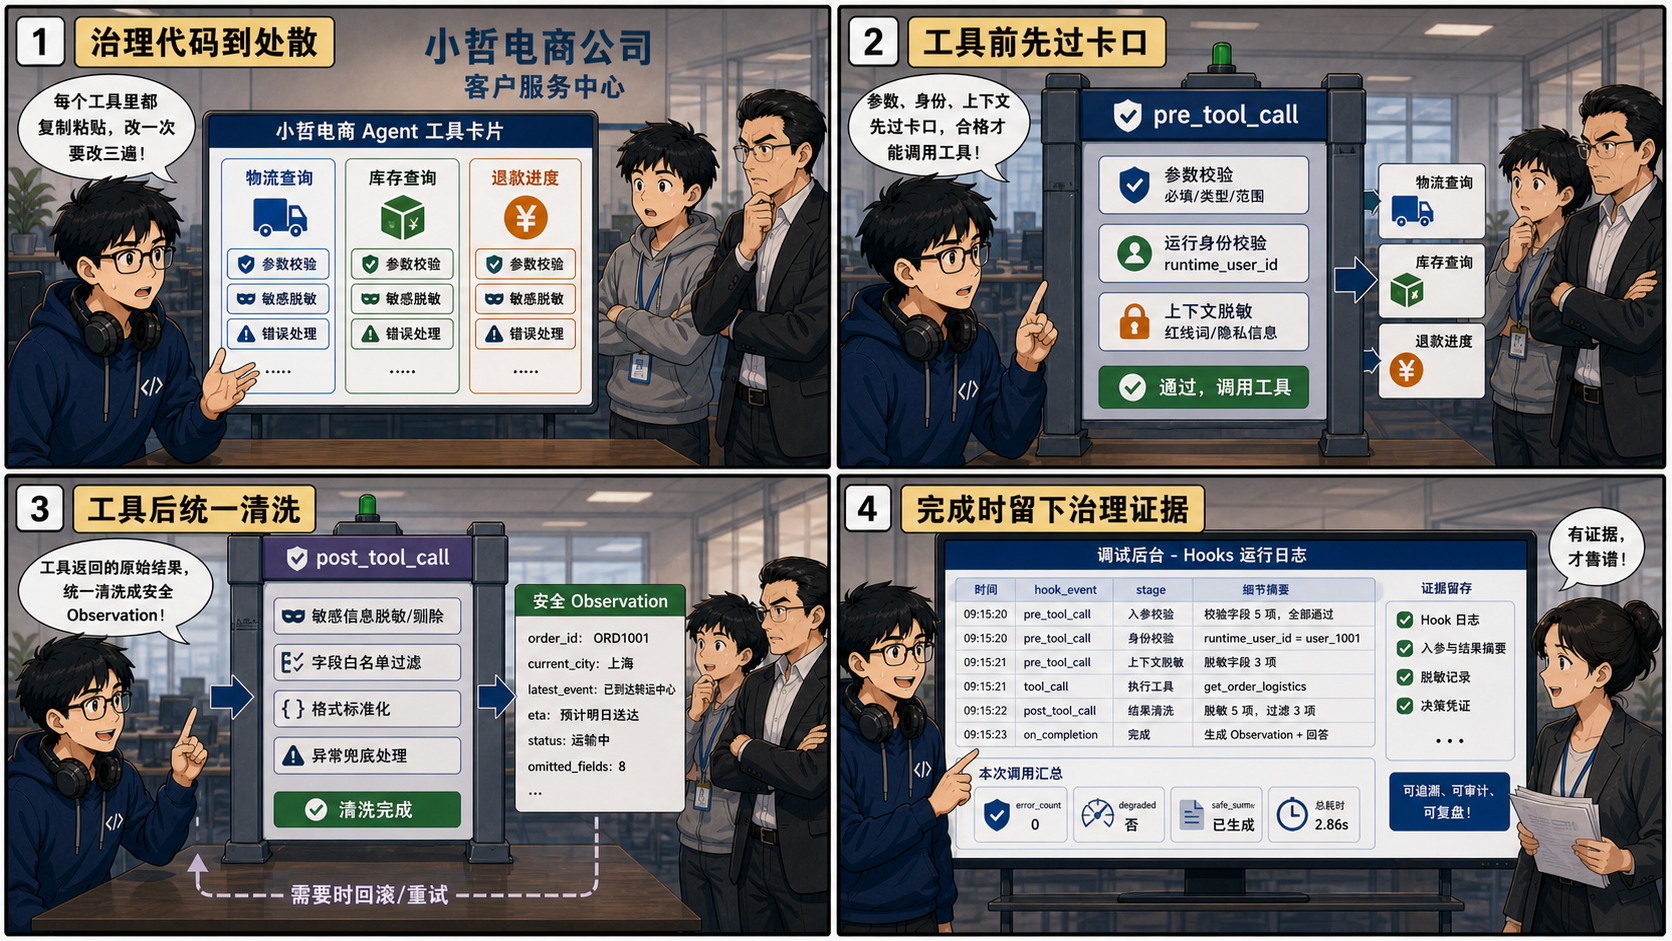 1 治理代码到处散
小哲电商公司
客户服务中心
每个工具里都
复制粘贴，改一次
要改三遍！
小哲电商 Agent 工具卡片
物流查询
参数校验
敏感脱敏
错误处理
.....
库存查询
¥
参数校验
敏感脱敏
错误处理
.....
退款进度
¥
参数校验
敏感脱敏
错误处理
.....
</>
2 工具前先过卡口
参数、身份，上下文
先过卡口，合格才
能调用工具！
pre_tool_call
参数校验
必填/类型/范围
运行身份校验
runtime_user_id
上下文脱敏
红线词/隐私信息
通过，调用工具
物流查询
库存查询
退款进度
¥
3 工具后统一清洗
工具返回的原始结果，
统一清洗成安全
Observation！
post_tool_call
敏感信息脱敏/剔除
字段白名单过滤
{ } 格式标准化
异常兜底处理
清洗完成
安全 Observation
order_id: ORD1001
current_city: 上海
latest_event: 已到达转运中心
eta: 预计明日送达
status: 运输中
omitted_fields: 8
...
</>
需要时回滚/重试
4 完成时留下治理证据
有证据，
才靠谱！
调试后台 - Hooks 运行日志
时间 hook_event stage 细节摘要
09:15:20 pre_tool_call 入参校验 校验字段 5 项，全部通过
09:15:20 pre_tool_call 身份校验 runtime_user_id = user_1001
09:15:21 pre_tool_call 上下文脱敏 脱敏字段 3 项
09:15:21 tool_call 执行工具 get_order_logistics
09:15:22 post_tool_call 结果清洗 脱敏 5 项，过滤 3 项
09:15:23 on_completion 完成 生成 Observation + 回答
证据留存
Hook 日志
入参与结果摘要
脱敏记录
决策凭证
...
可追溯、可审计、
可复盘！
本次调用汇总
error_count
0
degraded
否
已生成
总耗时
2.86s
</>